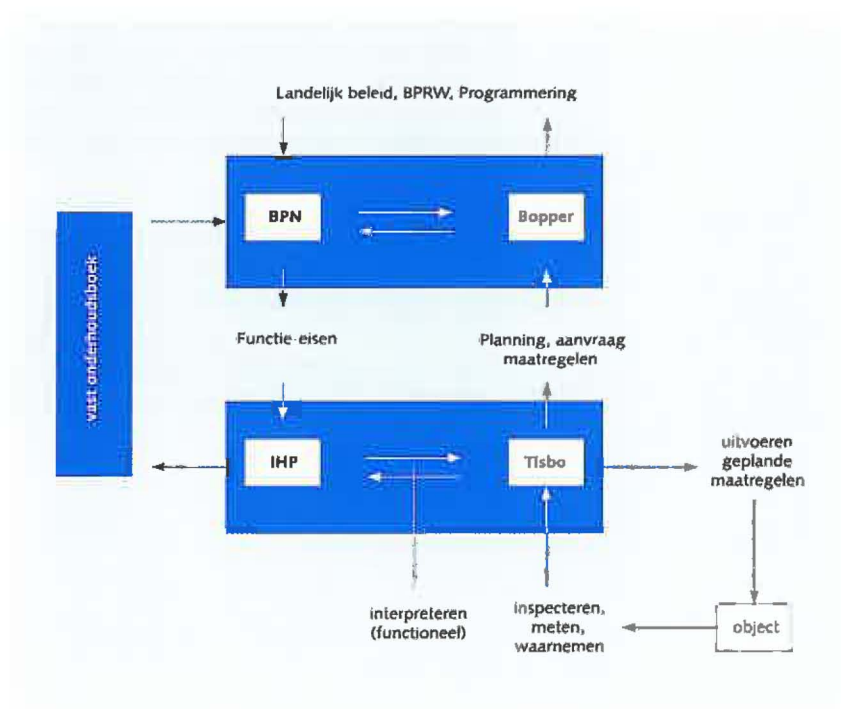 Landelijk beleid, BPRW, Programmering
BPN
Bopper
vast onderhoudsboek
Functie-eisen
Planning, aanvraag
maatregelen
IHP
Tisbo
uitvoeren
geplande
maatregelen
interpreteren
(functioneel)
inspecteren,
meten,
waarnemen
object